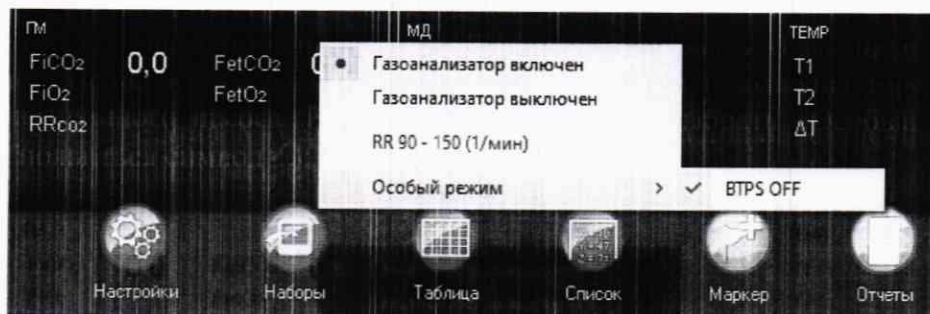 ГМ
FiCO2 0,0 FetCO2
FiO2 FetO2
RRco2
МД
Газоанализатор включен
Газоанализатор выключен
RR 90 - 150 (1/мин)
Особый режим > ✓ BTPS OFF
TEMP
T1
T2
ΔT
Настройки Наборы Таблица Список Маркер Отчеты